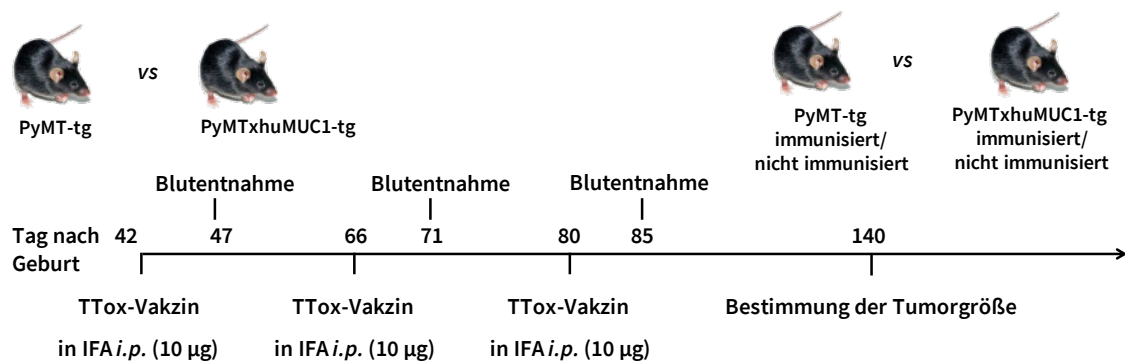 vs
vs
PyMT-tg
PyMTxhuMUC1-tg
PyMT-tg
immunisiert/
nicht immunisiert
PyMTxhuMUC1-tg
immunisiert/
nicht immunisiert
Blutentnahme
Blutentnahme
Blutentnahme
Tag nach
Geburt
42
47
66
71
80
85
140
TTox-Vakzin
in IFA i.p. (10 µg)
TTox-Vakzin
in IFA i.p. (10 µg)
TTox-Vakzin
in IFA i.p. (10 µg)
Bestimmung der Tumorgröße